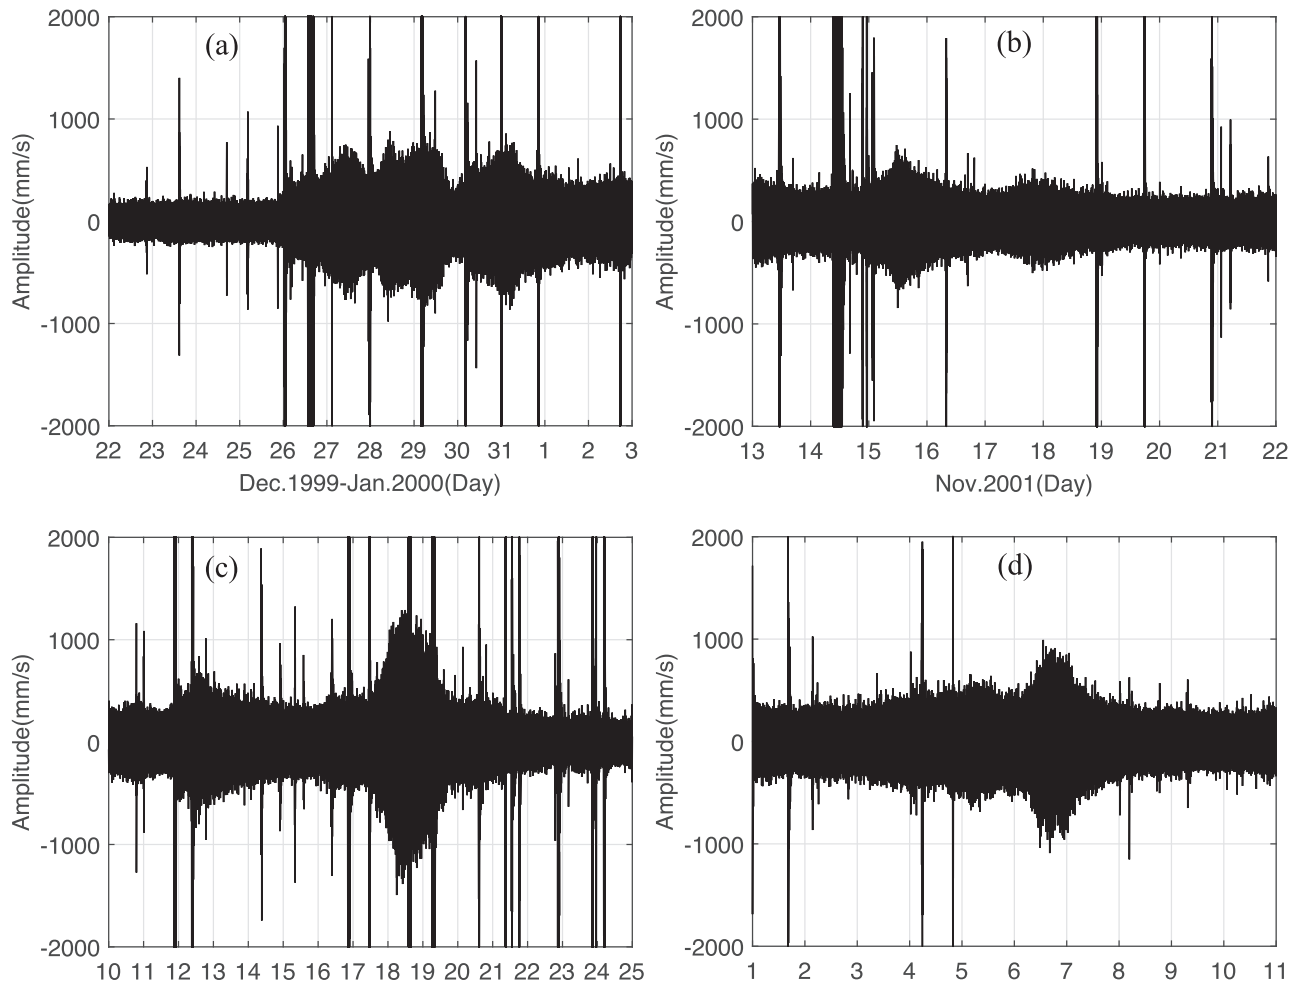 2000
1000
0
-1000
-2000
Amplitude(mm/s)
(a)
22 23 24 25 26 27 28 29 30 31 1 2 3
Dec.1999-Jan.2000(Day)
2000
1000
0
-1000
-2000
Amplitude(mm/s)
(b)
13 14 15 16 17 18 19 20 21 22
Nov.2001(Day)
2000
1000
0
-1000
-2000
Amplitude(mm/s)
(c)
10 11 12 13 14 15 16 17 18 19 20 21 22 23 24 25
2000
1000
0
-1000
-2000
Amplitude(mm/s)
(d)
1 2 3 4 5 6 7 8 9 10 11